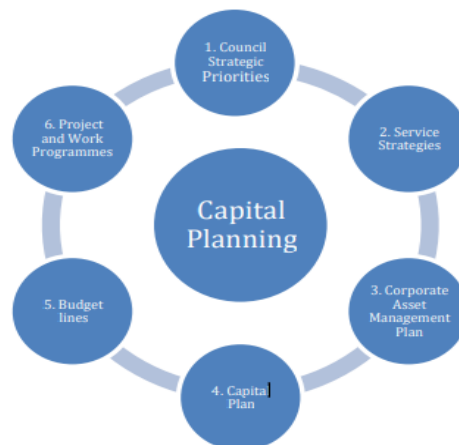 1. Council
Strategic
Priorities
2. Service
Strategies
3. Corporate
Asset
Management
Plan
4. Capital
Plan
5. Budget
lines
6. Project
and Work
Programmes
Capital
Planning